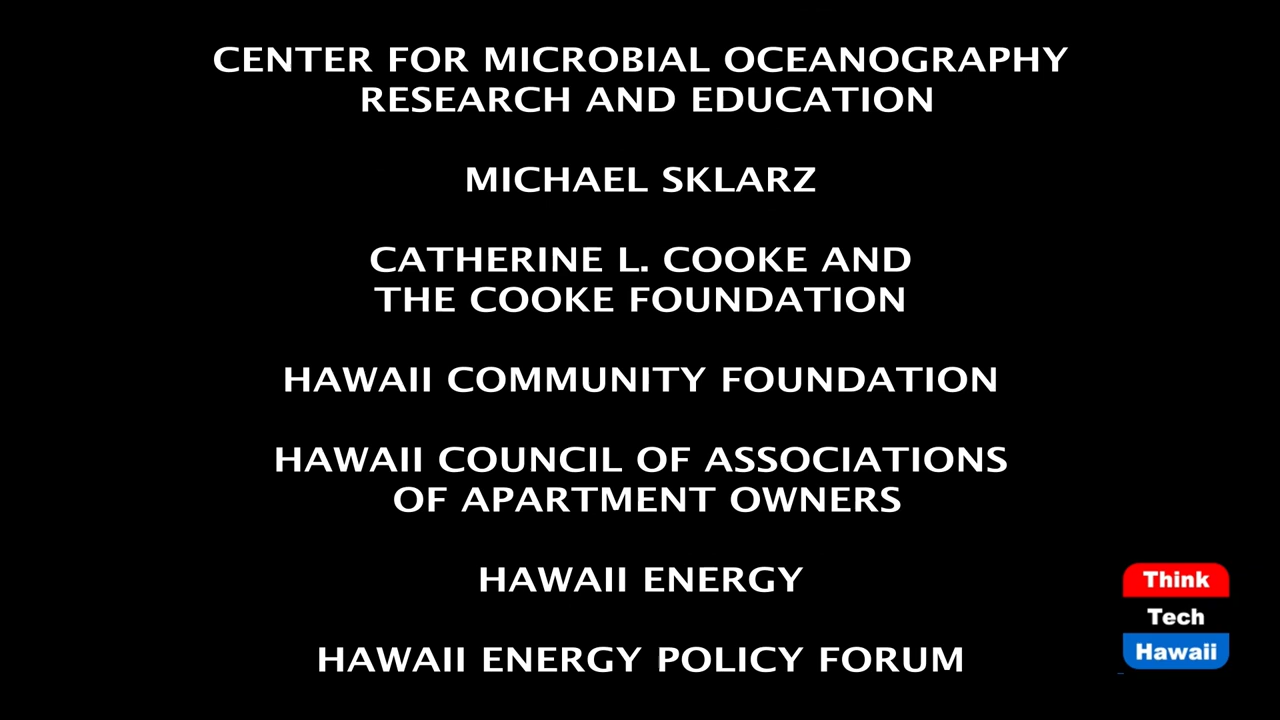 CENTER FOR MICROBIAL OCEANOGRAPHY
RESEARCH AND EDUCATION
MICHAEL SKLARZ
CATHERINE L. COOKE AND
THE COOKE FOUNDATION
HAWAII COMMUNITY FOUNDATION
HAWAII COUNCIL OF ASSOCIATIONS
OF APARTMENT OWNERS
HAWAII ENERGY
HAWAII ENERGY POLICY FORUM
Think
Tech
Hawaii